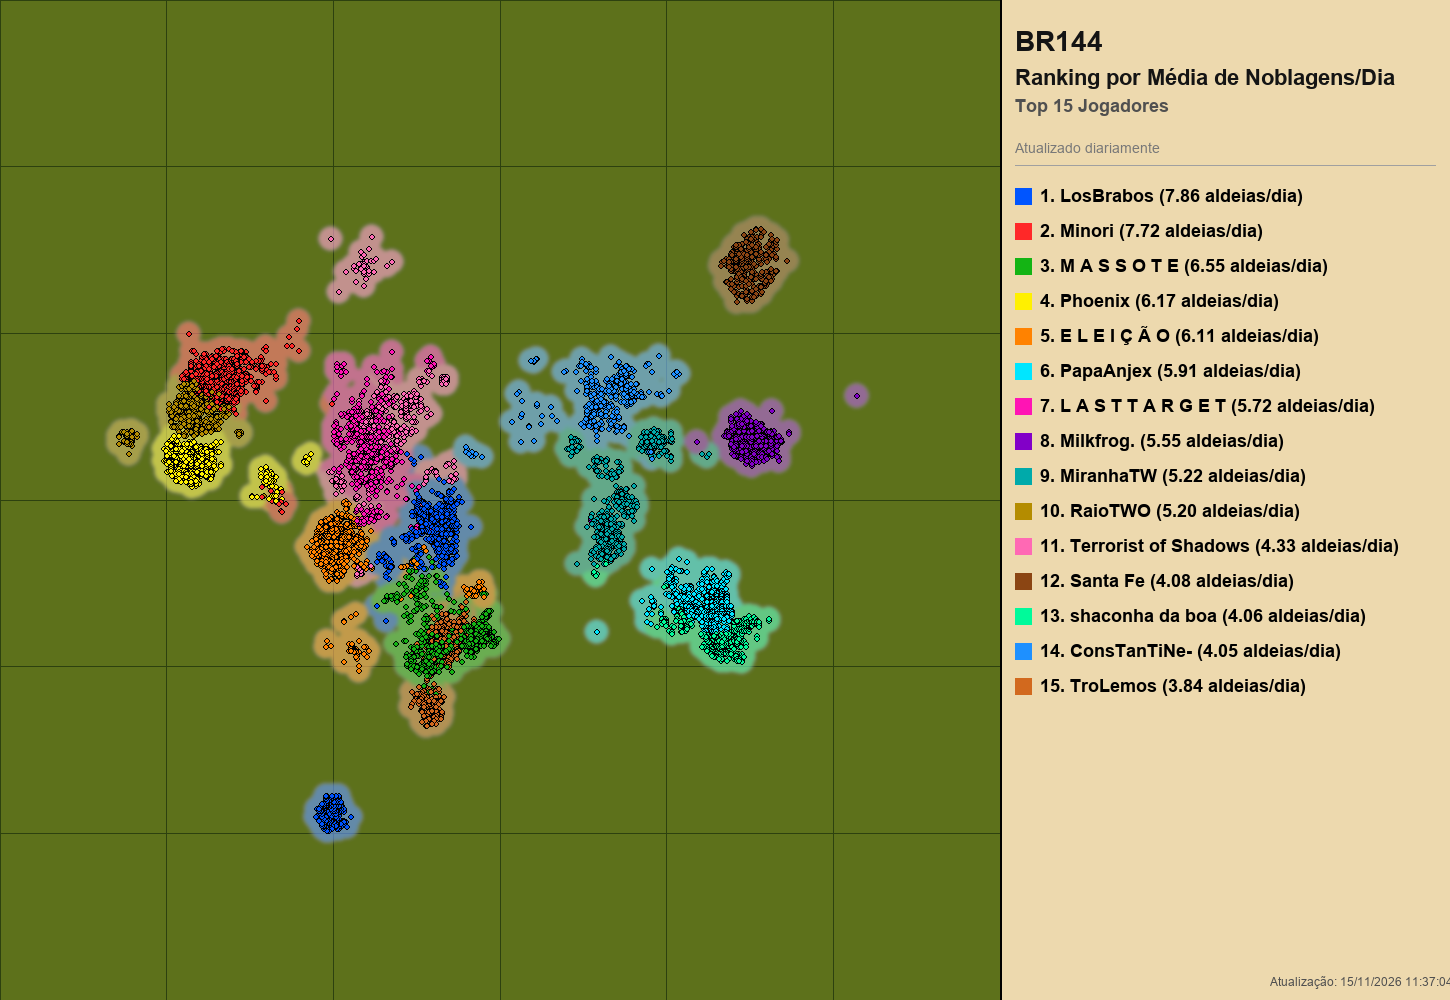 BR144
Ranking por Média de Noblagens/Dia
Top 15 Jogadores
Atualizado diariamente
1. LosBrabos (7.86 aldeias/dia)
2. Minori (7.72 aldeias/dia)
3. M A S S O T E (6.55 aldeias/dia)
4. Phoenix (6.17 aldeias/dia)
5. E L E I Ç Ã O (6.11 aldeias/dia)
6. PapaAnjex (5.91 aldeias/dia)
7. L A S T T A R G E T (5.72 aldeias/dia)
8. Milkfrog. (5.55 aldeias/dia)
9. MiranhaTW (5.22 aldeias/dia)
10. RaioTWO (5.20 aldeias/dia)
11. Terrorist of Shadows (4.33 aldeias/dia)
12. Santa Fe (4.08 aldeias/dia)
13. shaconha da boa (4.06 aldeias/dia)
14. ConsTanTiNe- (4.05 aldeias/dia)
15. TroLemos (3.84 aldeias/dia)
Atualização: 15/11/2026 11:37:04